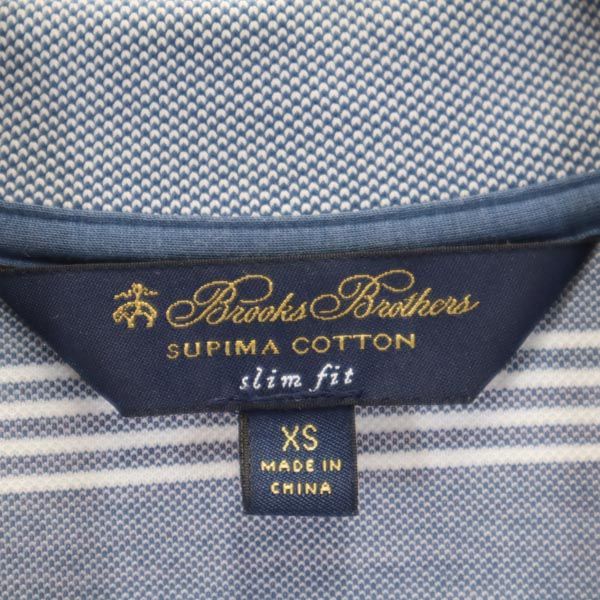 Brooks Brothers
SUPIMA COTTON
slim fit
XS
MADE IN
CHINA